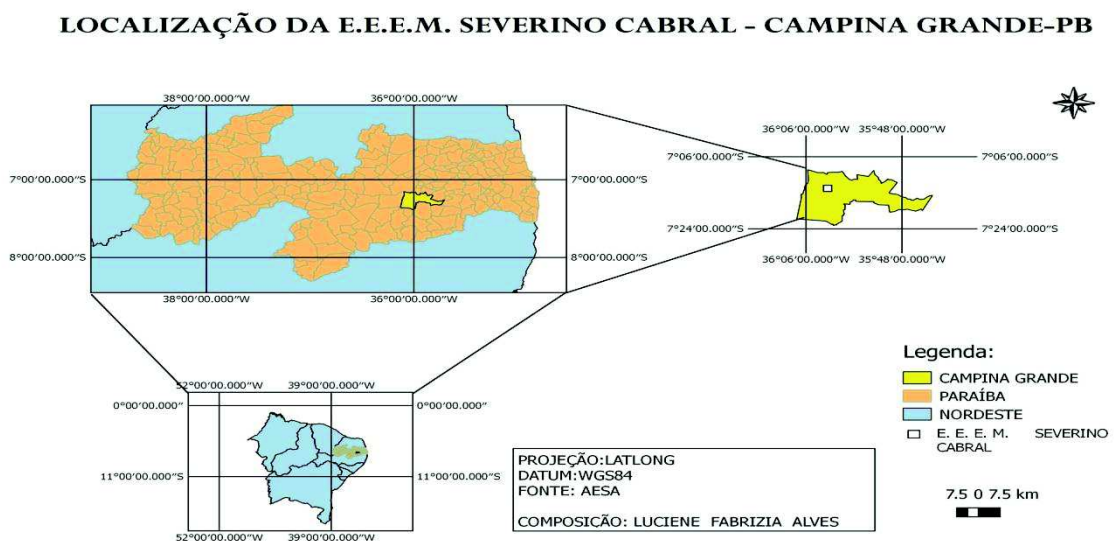 LOCALIZAÇÃO DA E.E.E.M. SEVERINO CABRAL - CAMPINA GRANDE-PB
38°00'00.000"W 36°00'00.000"W
7°00'00.000"S 7°00'00.000"S
8°00'00.000"S 8°00'00.000"S
38°00'00.000"W 36°00'00.000"W
36°06'00.000"W 35°48'00.000"W
7°06'00.000"S 7°06'00.000"S
7°24'00.000"S 7°24'00.000"S
36°06'00.000"W 35°48'00.000"W
52°00'00.000"W 39°00'00.000"W
0°00'00.000" 0°00'00.000"
11°00'00.000"S 11°00'00.000"S
52°00'00.000"W 39°00'00.000"W
Legenda:
CAMPINA GRANDE
PARAÍBA
NORDESTE
E. E. E. M. SEVERINO
CABRAL
PROJEÇÃO:LATLONG
DATUM:WGS84
FONTE: AESA
COMPOSIÇÃO: LUCIENE FABRIZIA ALVES
7.5 0 7.5 km